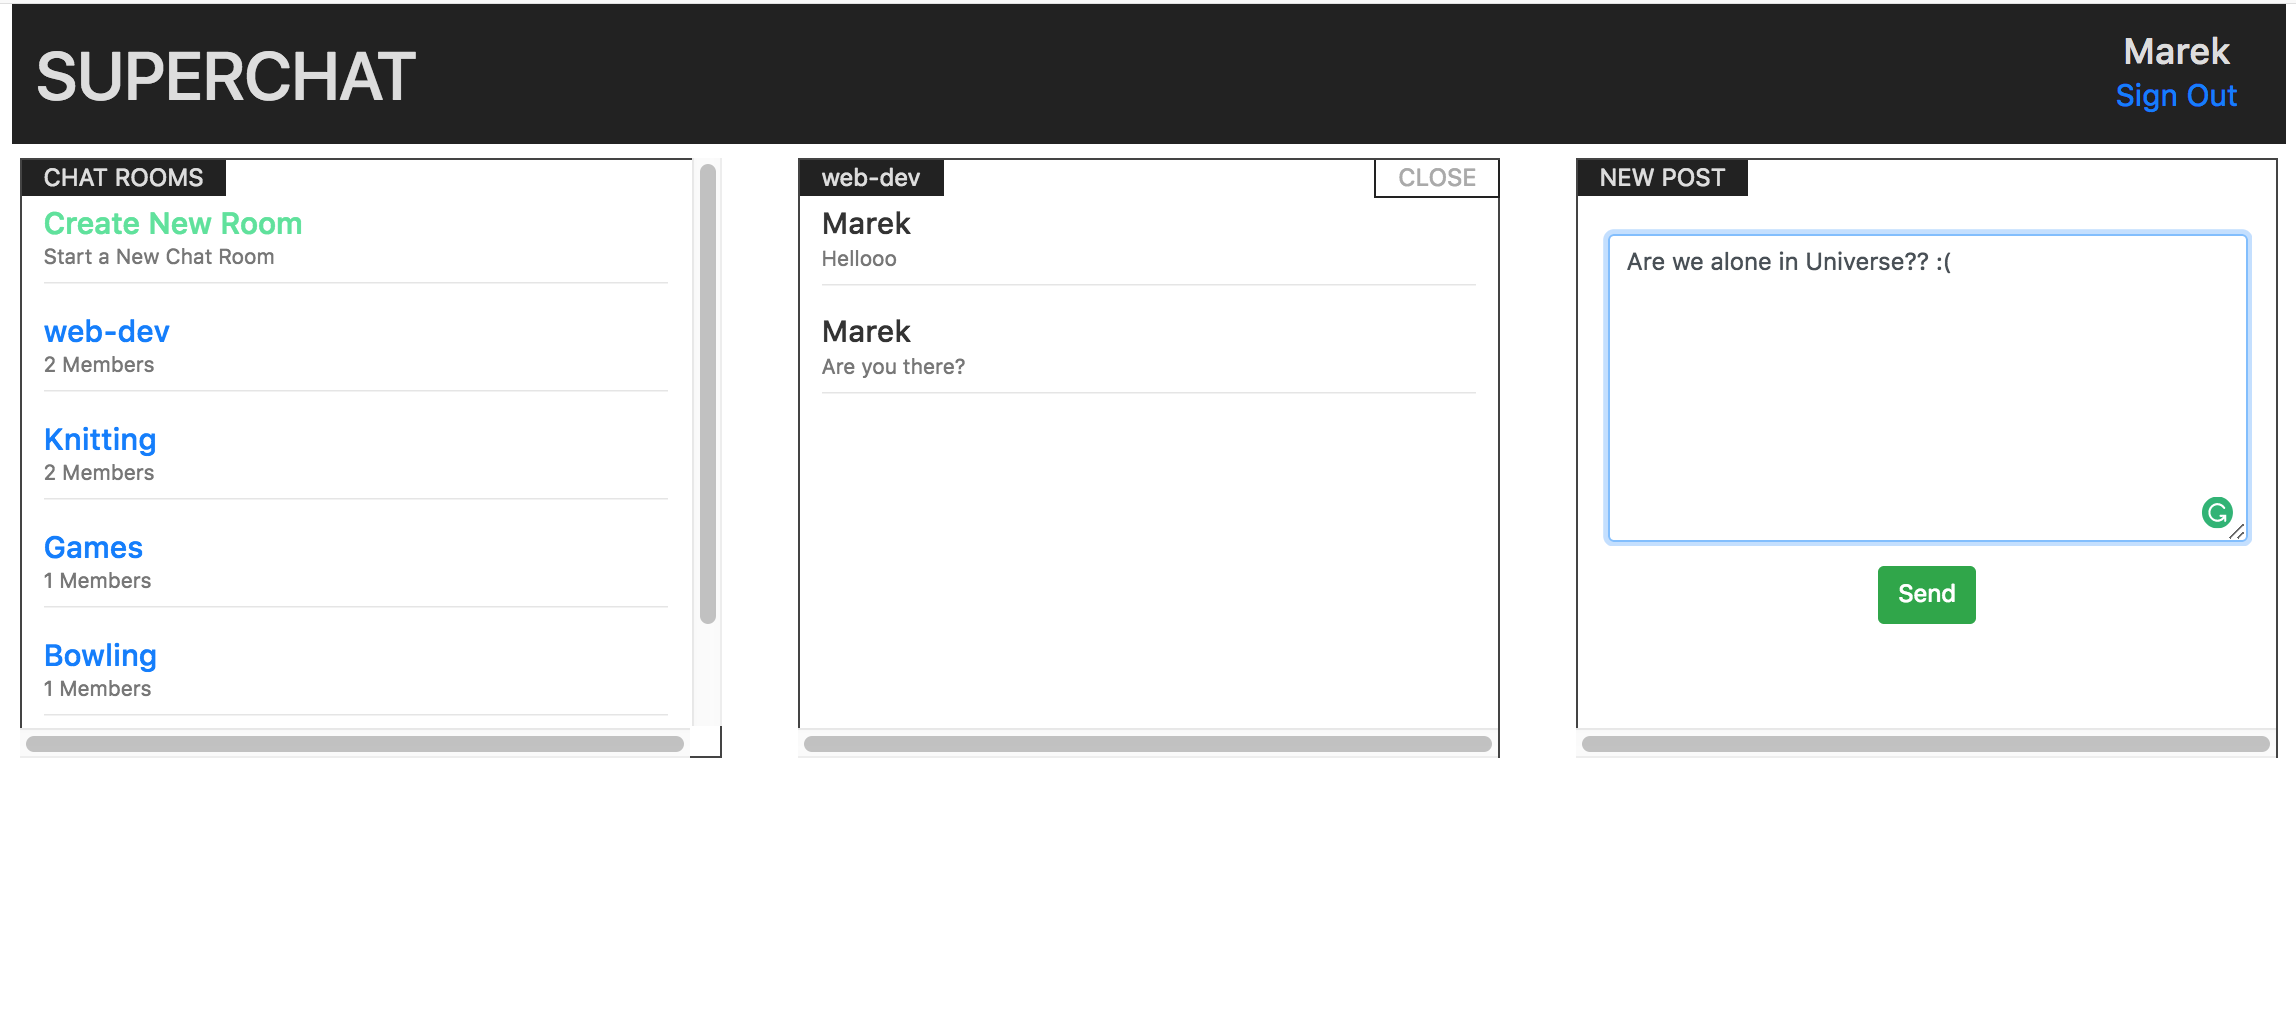 SUPERCHAT
Marek
Sign Out
CHAT ROOMS
Create New Room
Start a New Chat Room
web-dev
2 Members
Knitting
2 Members
Games
1 Members
Bowling
1 Members
web-dev
CLOSE
Marek
Hellooo
Marek
Are you there?
NEW POST
Are we alone in Universe?? :(
Send